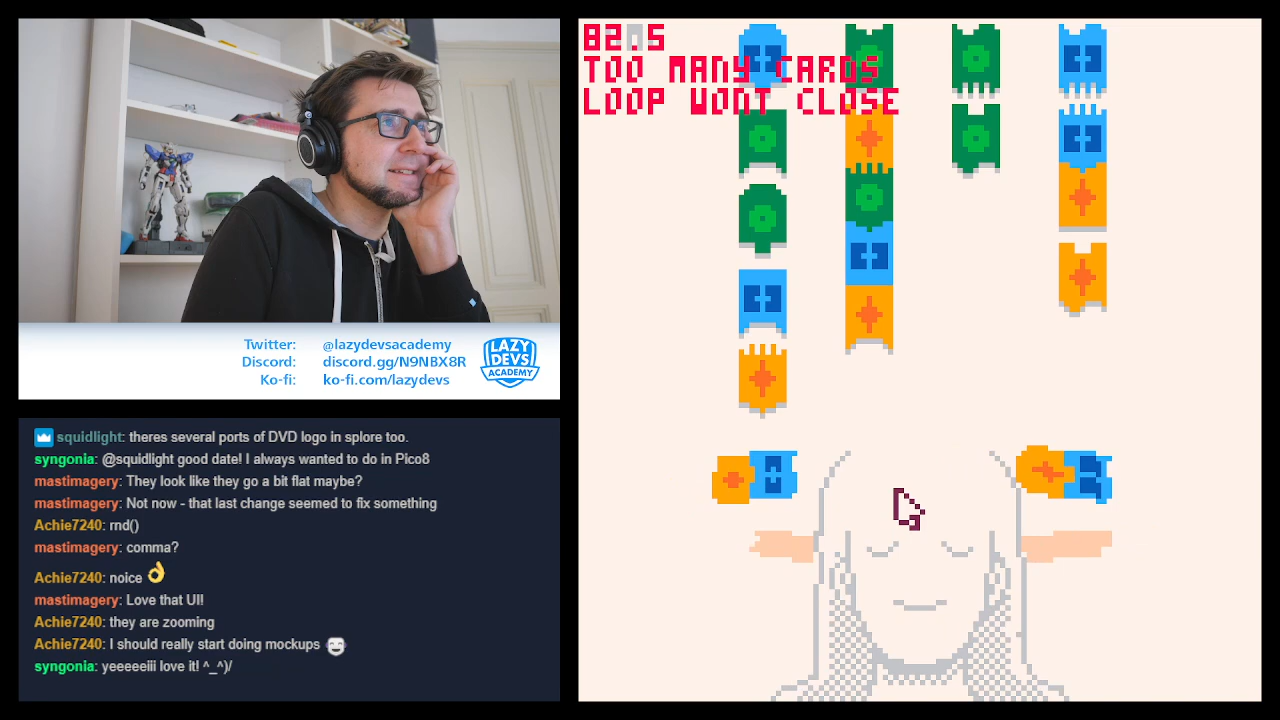 82.5
TOO MANY CARDS
LOOP WONT CLOSE
Twitter: @lazydevsacademy
Discord: discord.gg/N9NBX8R
Ko-fi: ko-fi.com/lazydevs
LAZY
DEVS
ACADEMY
squidlight: theres several ports of DVD logo in splore too.
syngonia: @squidlight good date! I always wanted to do in Pico8
mastimagery: They look like they go a bit flat maybe?
mastimagery: Not now - that last change seemed to fix something
Achie7240: rnd()
mastimagery: comma?
Achie7240: noice 👌
mastimagery: Love that UI!
Achie7240: they are zooming
Achie7240: I should really start doing mockups
syngonia: yeeeeeiii love it! ^_^)/